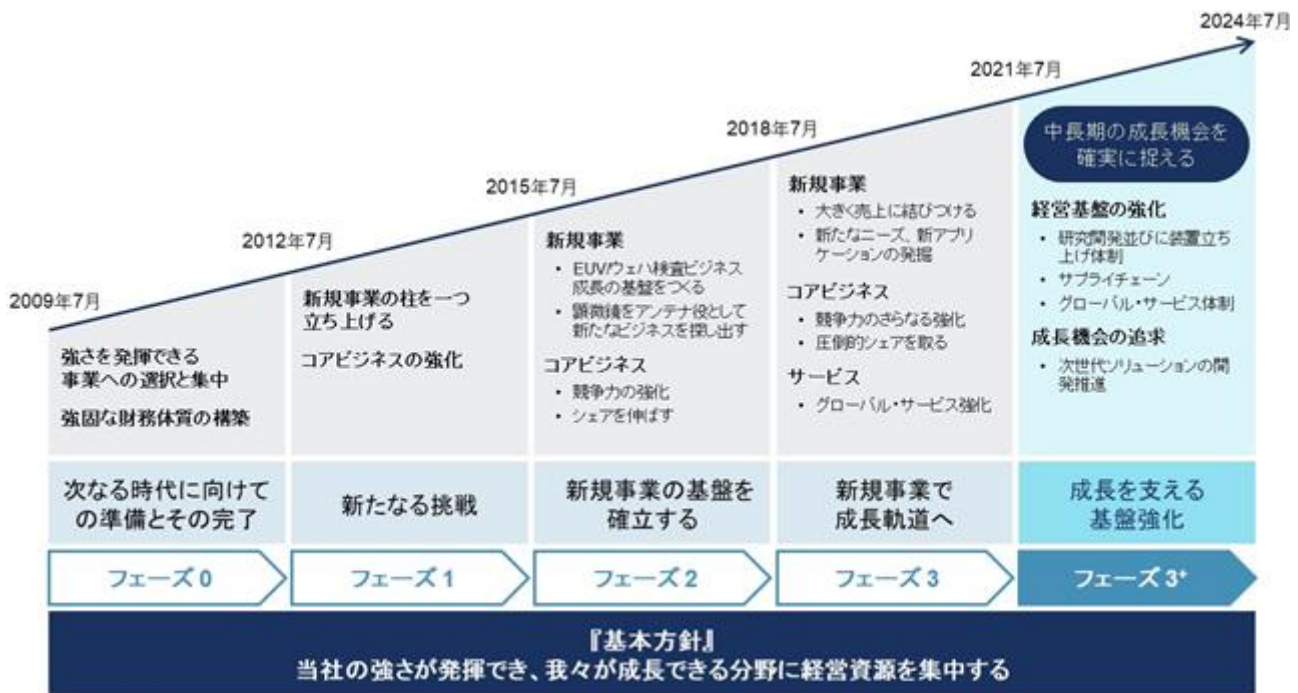 2009年7月
強さを発揮できる
事業への選択と集中
強固な財務体質の構築
次なる時代に向けて
の準備とその完了
フェーズ 0
2012年7月
新規事業の柱を一つ
立ち上げる
コアビジネスの強化
新たなる挑戦
フェーズ 1
2015年7月
新規事業
• EUV/ウェハ検査ビジネス
成長の基盤をつくる
• 顕微鏡をアンテナ役として
新たなビジネスを探し出す
コアビジネス
• 競争力の強化
• シェアを伸ばす
新規事業の基盤を
確立する
フェーズ 2
2018年7月
新規事業
• 大きく売上に結びつける
• 新たなニーズ、新アプリ
ケーションの発掘
コアビジネス
• 競争力のさらなる強化
• 圧倒的シェアを取る
サービス
• グローバル・サービス強化
新規事業で
成長軌道へ
フェーズ 3
2021年7月
2024年7月
中長期の成長機会を
確実に捉える
経営基盤の強化
• 研究開発並びに装置立ち
上げ体制
• サプライチェーン
• グローバル・サービス体制
成長機会の追求
• 次世代ソリューションの開
発推進
成長を支える
基盤強化
フェーズ 3⁺
『基本方針』
当社の強さが発揮でき、我々が成長できる分野に経営資源を集中する